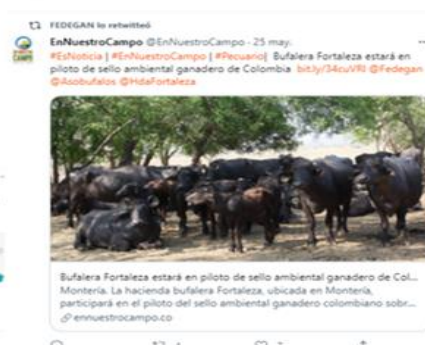 FEDEGAN lo retwitteó
EnNuestroCampo @EnNuestroCampo · 25 may.
#EsNoticia | #EnNuestroCampo | #Pecuario| Bufalera Fortaleza estará en
piloto de sello ambiental ganadero de Colombia bit.ly/34cuVRI @Fedegan
@Asobufalos @HdaFortaleza
Bufalera Fortaleza estará en piloto de sello ambiental ganadero de Col...
Montería. La hacienda bufalera Fortaleza, ubicada en Montería,
participará en el piloto del sello ambiental ganadero colombiano sobr...
ennuestrocampo.co